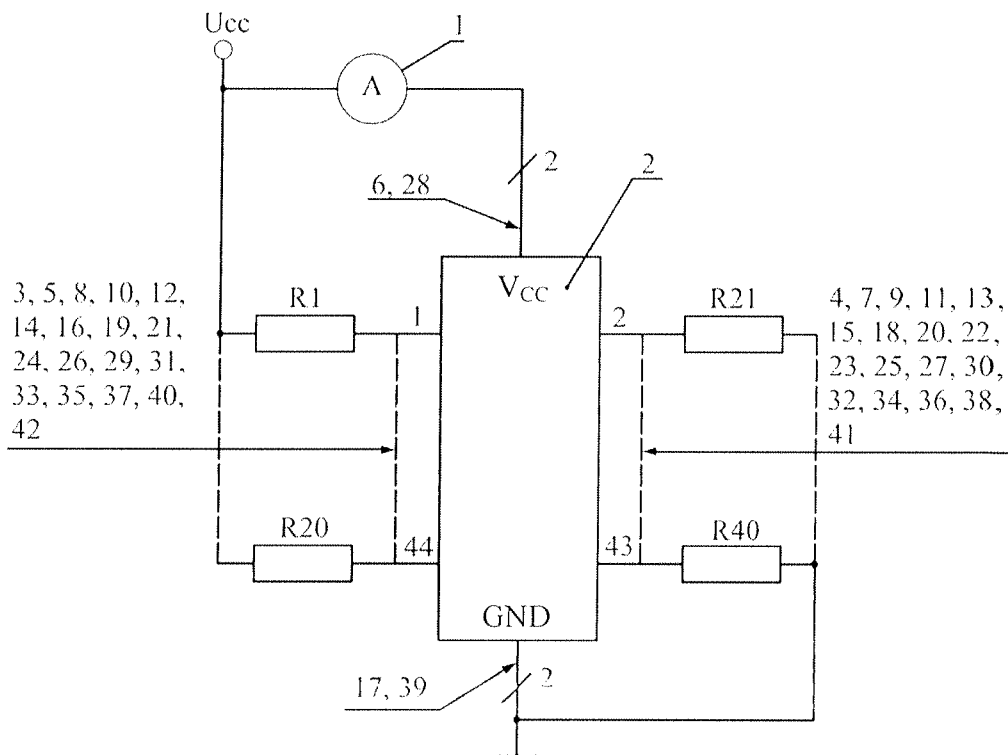 Ucc
1
A
2
6, 28
2
VCC
3, 5, 8, 10, 12,
14, 16, 19, 21,
24, 26, 29, 31,
33, 35, 37, 40,
42
R1
1
2
R21
4, 7, 9, 11, 13,
15, 18, 20, 22,
23, 25, 27, 30,
32, 34, 36, 38,
41
R20
44
43
R40
GND
17, 39
2